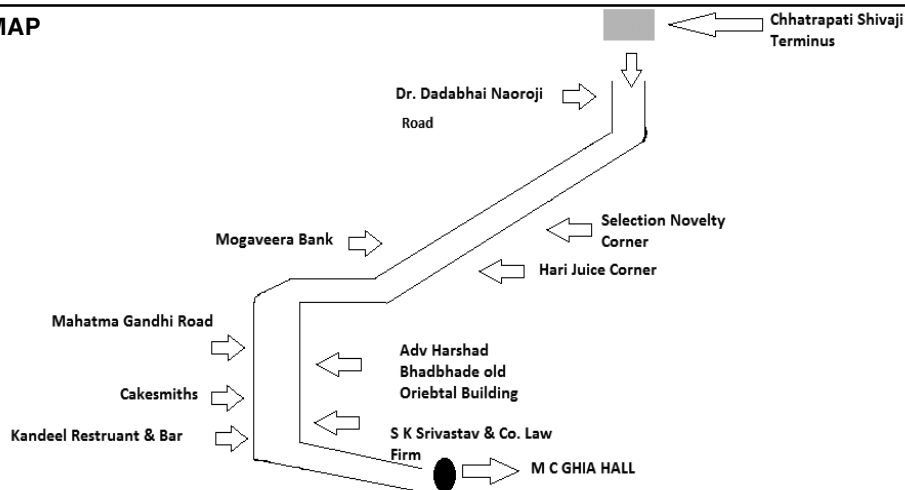 MAP
Chhatrapati Shivaji
Terminus
Dr. Dadabhai Naoroji
Road
Selection Novelty
Corner
Mogaveera Bank
Hari Juice Corner
Mahatma Gandhi Road
Adv Harshad
Bhadbhade old
Oriebtal Building
Cakesmiths
Kandeel Restruant & Bar
S K Srivastav & Co. Law
Firm
M C GHIA HALL